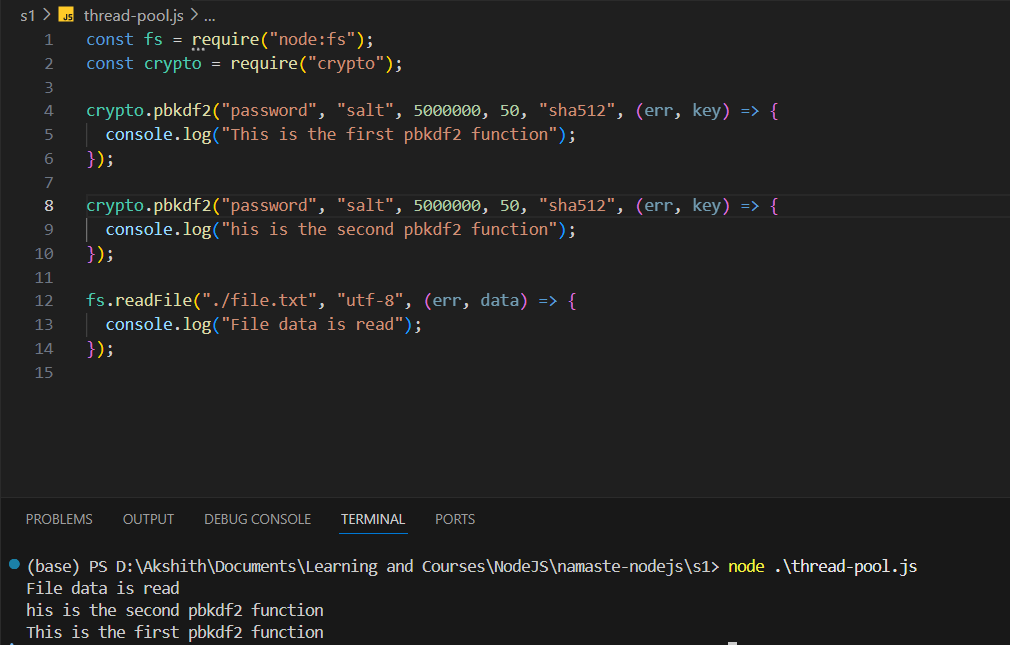 s1 > JS thread-pool.js > ...
1 const fs = require("node:fs");
2 const crypto = require("crypto");
3
4 crypto.pbkdf2("password", "salt", 5000000, 50, "sha512", (err, key) => {
5   console.log("This is the first pbkdf2 function");
6 });
7
8 crypto.pbkdf2("password", "salt", 5000000, 50, "sha512", (err, key) => {
9   console.log("his is the second pbkdf2 function");
10 });
11
12 fs.readFile("./file.txt", "utf-8", (err, data) => {
13   console.log("File data is read");
14 });
15
PROBLEMS OUTPUT DEBUG CONSOLE TERMINAL PORTS
(base) PS D:\Akshith\Documents\Learning and Courses\NodeJS\namaste-nodejs\s1> node .\thread-pool.js
File data is read
his is the second pbkdf2 function
This is the first pbkdf2 function